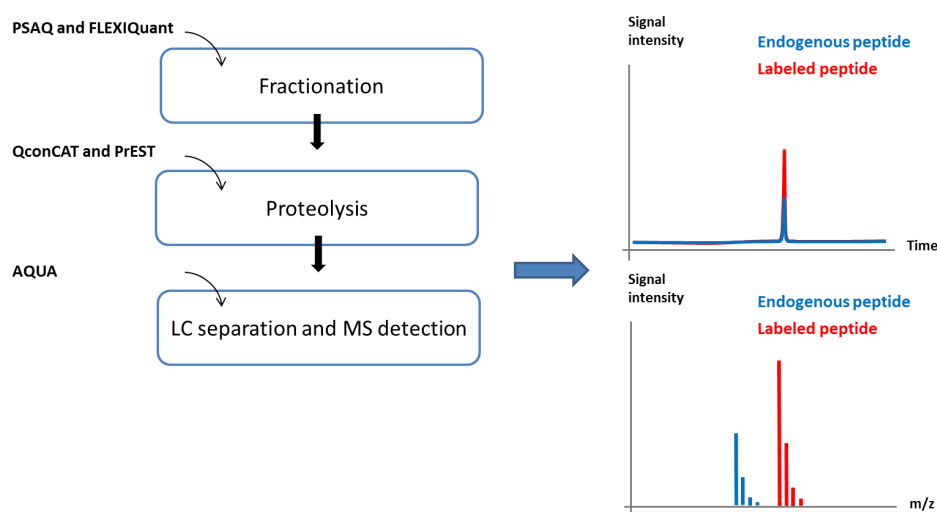 PSAQ and FLEXIQuant
Fractionation
QconCAT and PrEST
Proteolysis
AQUA
LC separation and MS detection
Signal
intensity
Endogenous peptide
Labeled peptide
Time
Signal
intensity
Endogenous peptide
Labeled peptide
m/z